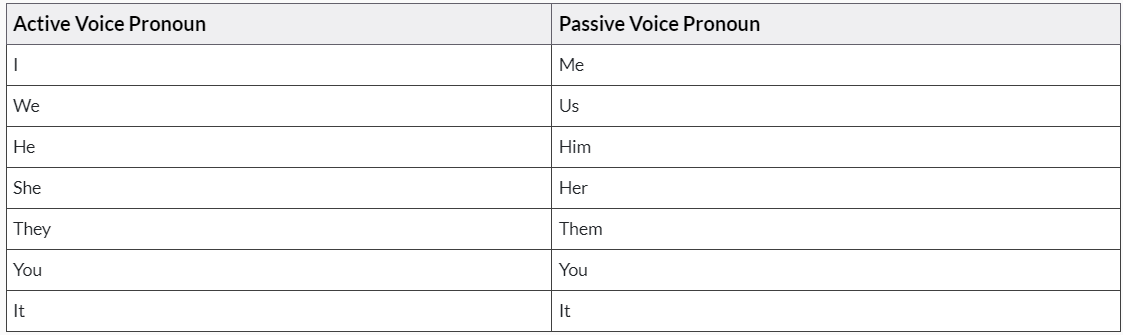 Active Voice Pronoun Passive Voice Pronoun
I Me
We Us
He Him
She Her
They Them
You You
It It